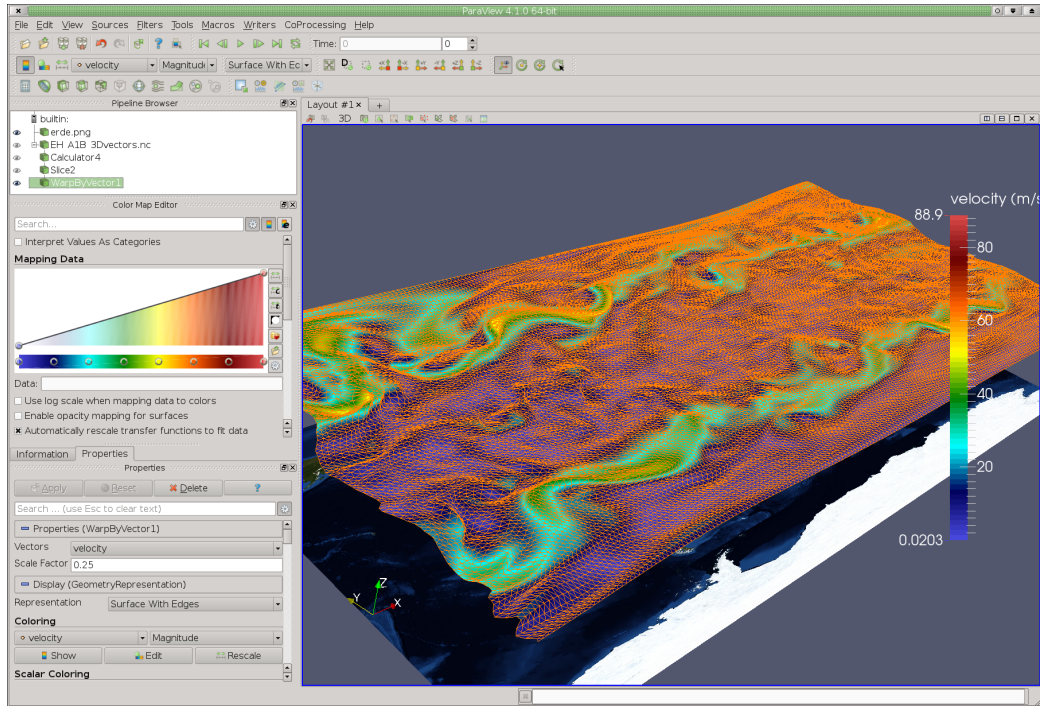 ParaView 4.1.0 64-bit
File Edit View Sources Filters Tools Macros Writers CoProcessing Help
Time: 0 0
velocity Magnitud Surface With Ec
Pipeline Browser
builtin:
erde.png
EH_A1B_3Dvectors.nc
Calculator4
Slice2
WarpByVector1
Color Map Editor
Search...
Interpret Values As Categories
Mapping Data
Data:
Use log scale when mapping data to colors
Enable opacity mapping for surfaces
Automatically rescale transfer functions to fit data
Information Properties
Properties
Apply Reset Delete ?
Search ... (use Esc to clear text)
Properties (WarpByVector1)
Vectors velocity
Scale Factor 0.25
Display (GeometryRepresentation)
Representation Surface With Edges
Coloring
velocity Magnitude
Show Edit Rescale
Scalar Coloring
Layout #1 +
3D
velocity (m/s
88.9
80
60
40
20
0.0203
Z
Y
X